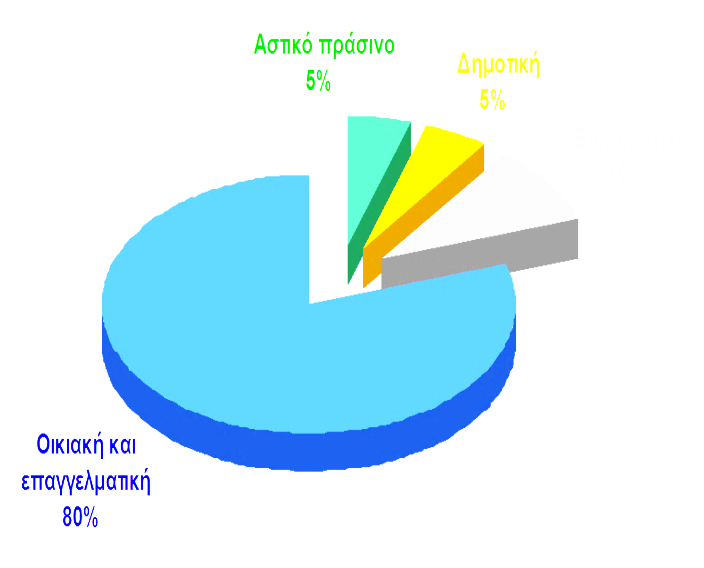 Αστικό πράσινο
5%
Δημοτική
5%
Οικιακή και
επαγγελματική
80%